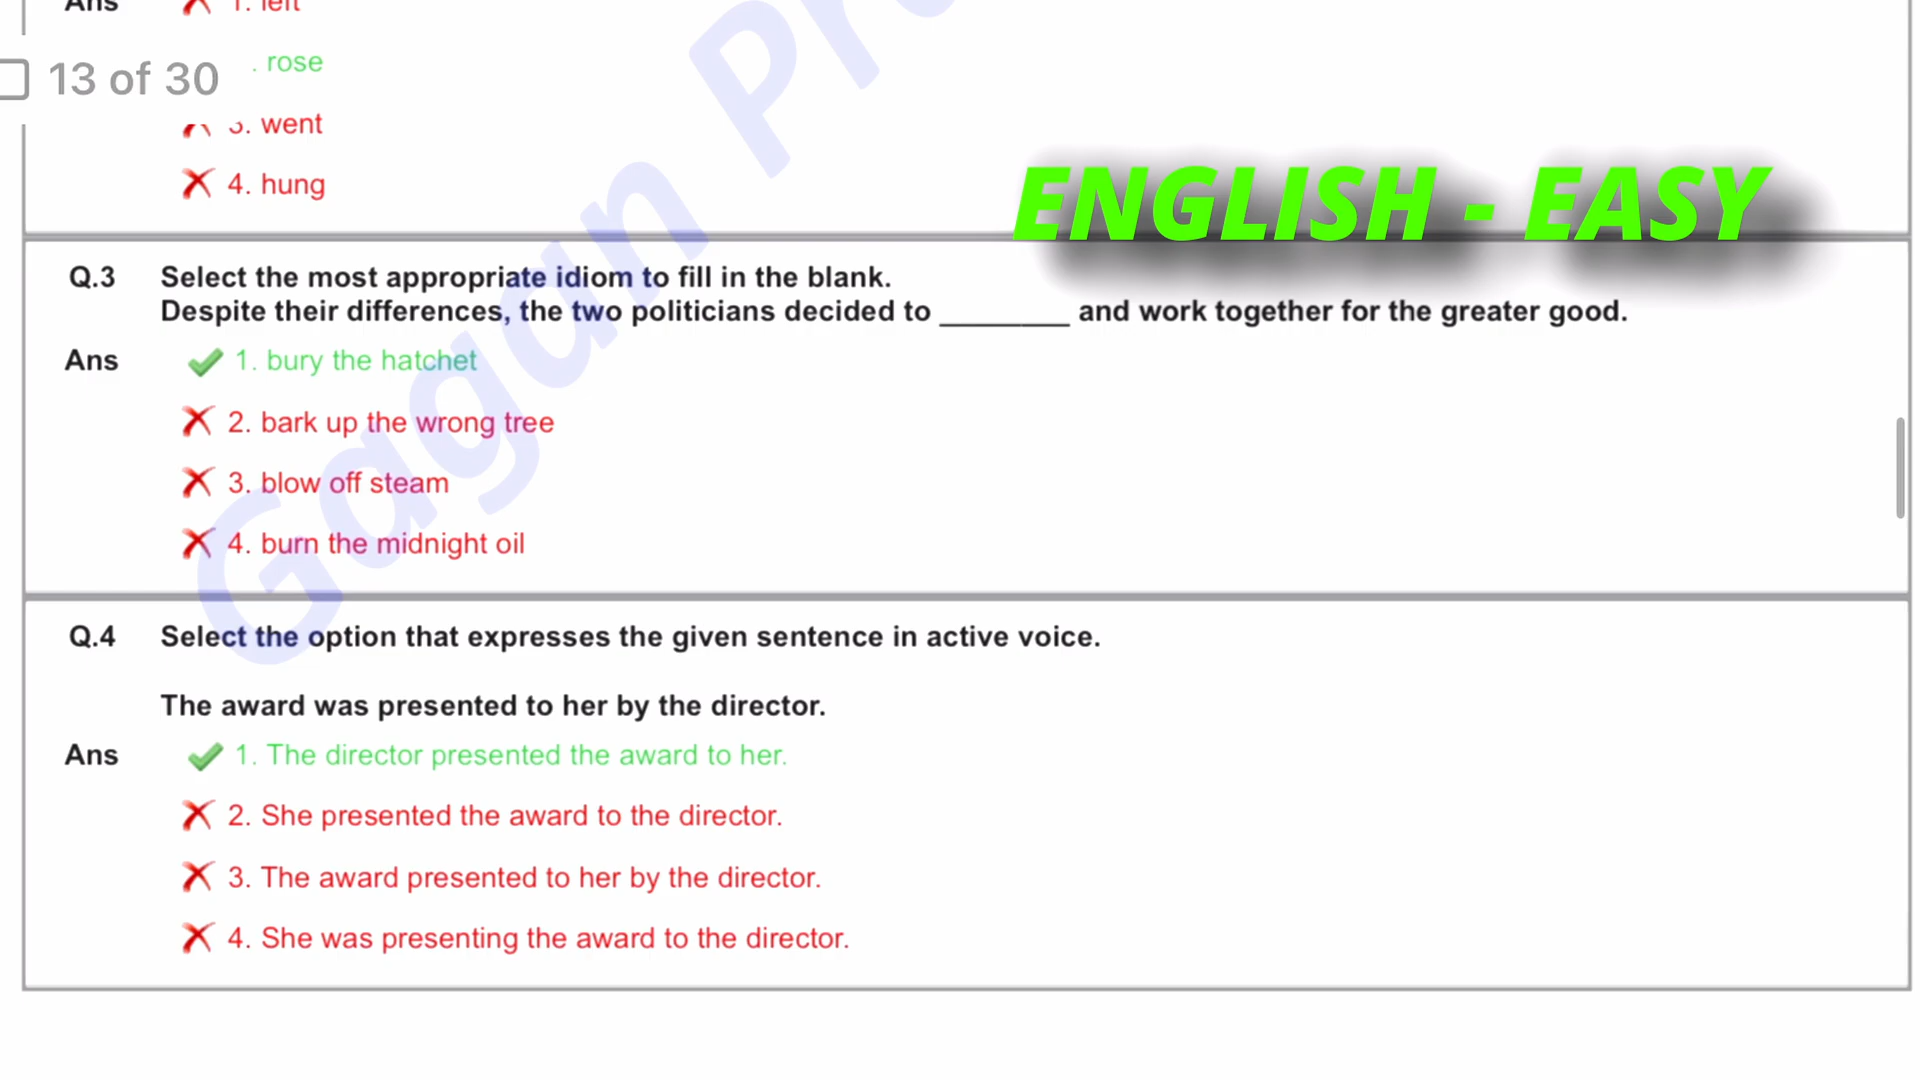 Ans 1. left
13 of 30 . rose
3. went
4. hung
ENGLISH - EASY
Q.3 Select the most appropriate idiom to fill in the blank.
Despite their differences, the two politicians decided to ________ and work together for the greater good.
Ans 1. bury the hatchet
2. bark up the wrong tree
3. blow off steam
4. burn the midnight oil
Q.4 Select the option that expresses the given sentence in active voice.
The award was presented to her by the director.
Ans 1. The director presented the award to her.
2. She presented the award to the director.
3. The award presented to her by the director.
4. She was presenting the award to the director.
Gagan